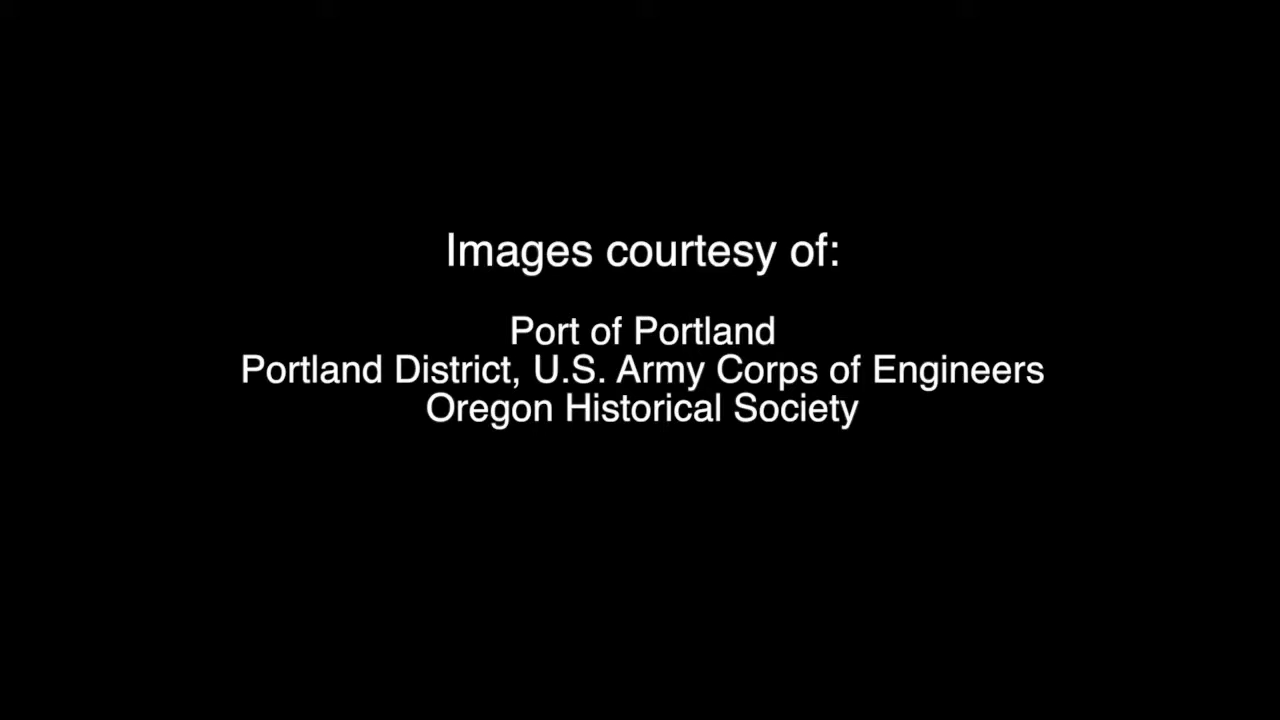 Images courtesy of:
Port of Portland
Portland District, U.S. Army Corps of Engineers
Oregon Historical Society